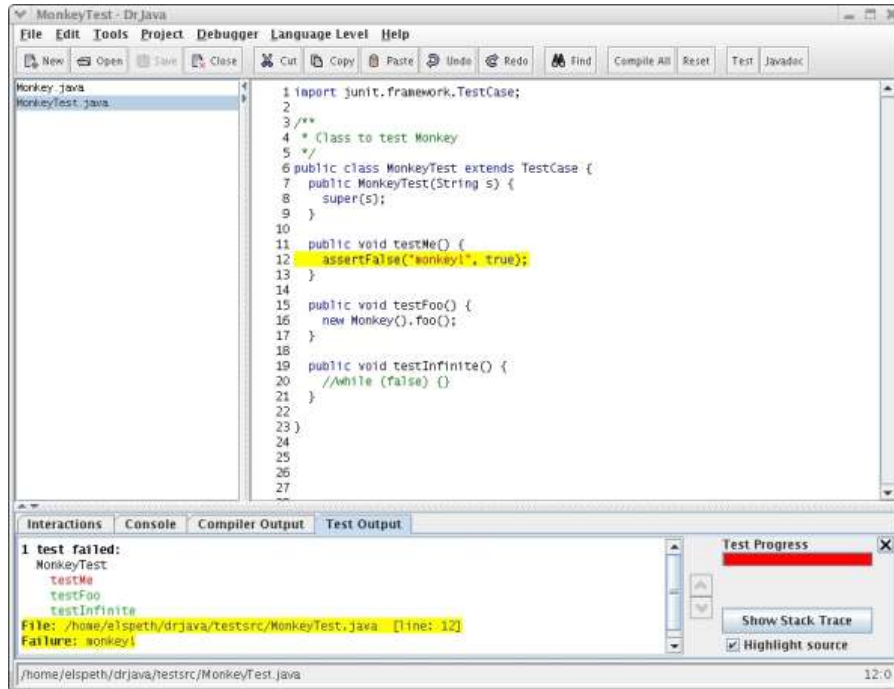 MonkeyTest - DrJava
File Edit Tools Project Debugger Language Level Help
New Open Save Close Cut Copy Paste Undo Redo Find Compile All Reset Test Javadoc
Monkey.java
MonkeyTest.java
1 import junit.framework.TestCase;
2
3 /**
4 * Class to test Monkey
5 */
6 public class MonkeyTest extends TestCase {
7 public MonkeyTest(String s) {
8 super(s);
9 }
10
11 public void testMe() {
12 assertFalse("monkey!", true);
13 }
14
15 public void testFoo() {
16 new Monkey().foo();
17 }
18
19 public void testInfinite() {
20 //while (false) {}
21 }
22
23 }
24
25
26
27
Interactions Console Compiler Output Test Output
1 test failed:
MonkeyTest
testMe
testFoo
testInfinite
File: /home/elspeth/drjava/testsrc/MonkeyTest.java [line: 12]
Failure: monkey!
Test Progress
Show Stack Trace
Highlight source
/home/elspeth/drjava/testsrc/MonkeyTest.java
12:0